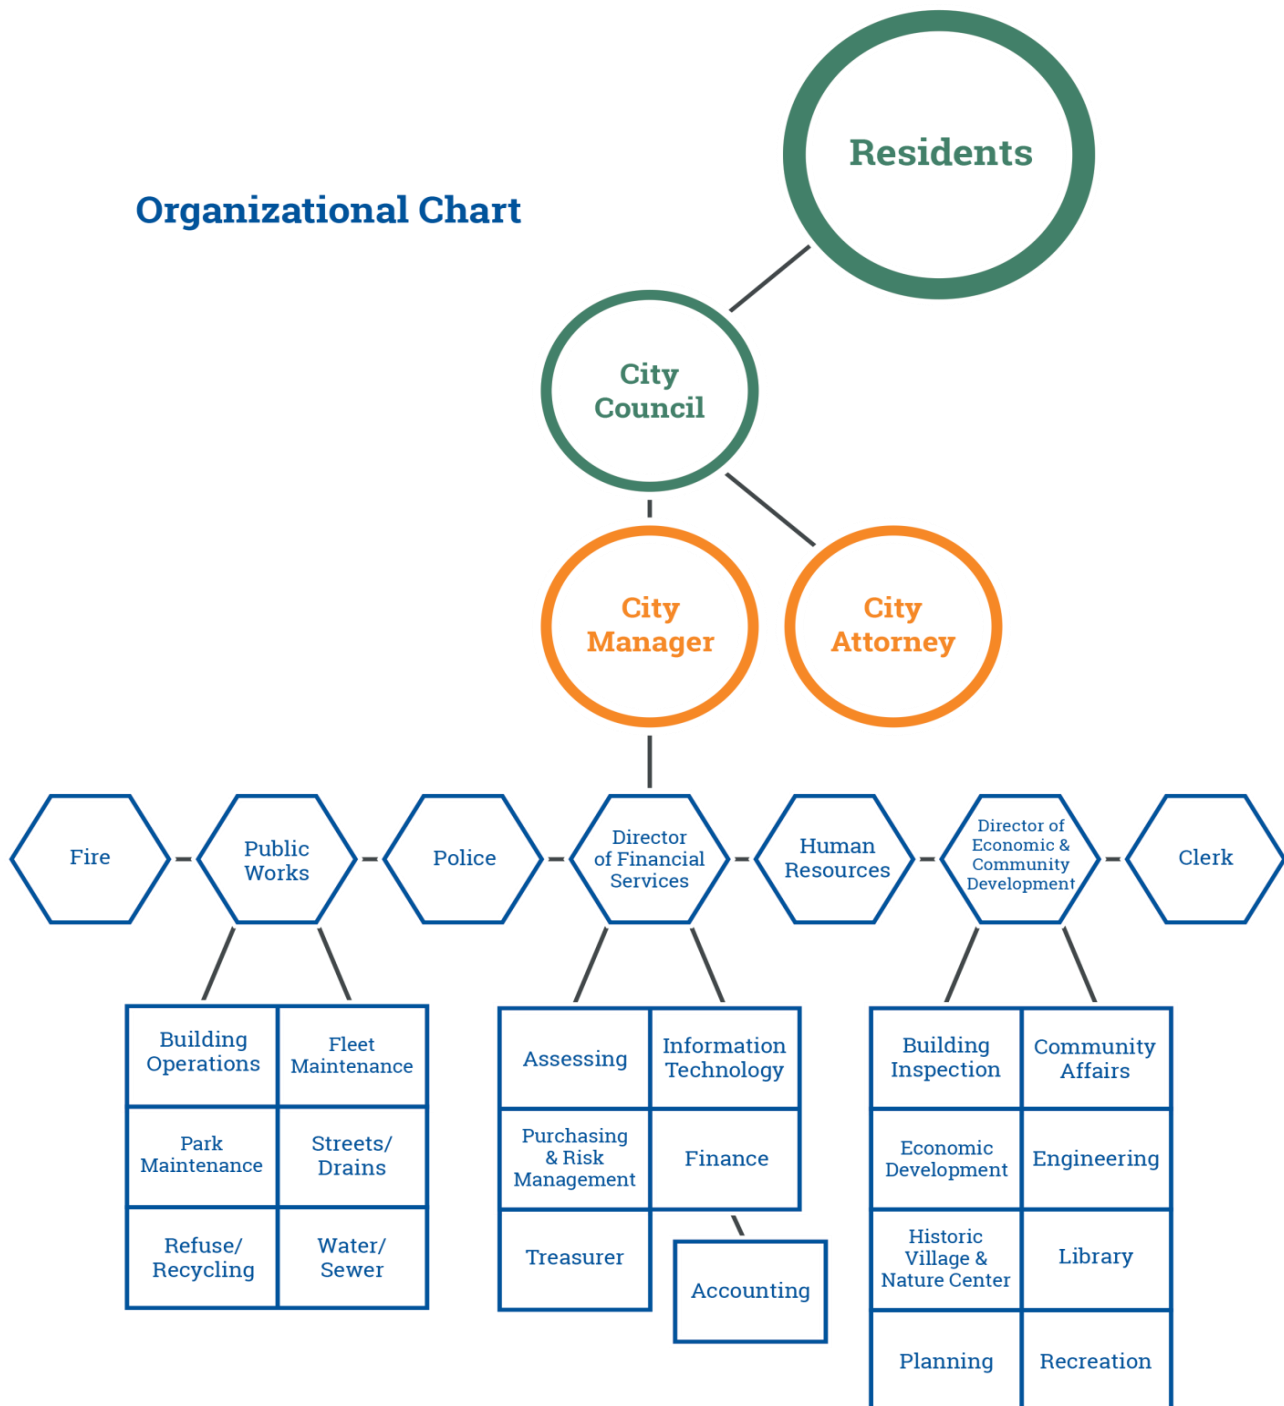 Residents
Organizational Chart
City
Council
City
Manager
City
Attorney
Fire
Public
Works
Police
Director
of Financial
Services
Human
Resources
Director of
Economic &
Community
Development
Clerk
Building
Operations
Fleet
Maintenance
Park
Maintenance
Streets/
Drains
Refuse/
Recycling
Water/
Sewer
Assessing
Information
Technology
Purchasing
& Risk
Management
Finance
Treasurer
Accounting
Building
Inspection
Community
Affairs
Economic
Development
Engineering
Historic
Village &
Nature Center
Library
Planning
Recreation